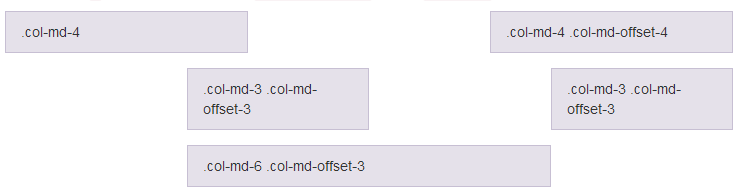 .col-md-4
.col-md-4 .col-md-offset-4
.col-md-3 .col-md-
offset-3
.col-md-3 .col-md-
offset-3
.col-md-6 .col-md-offset-3